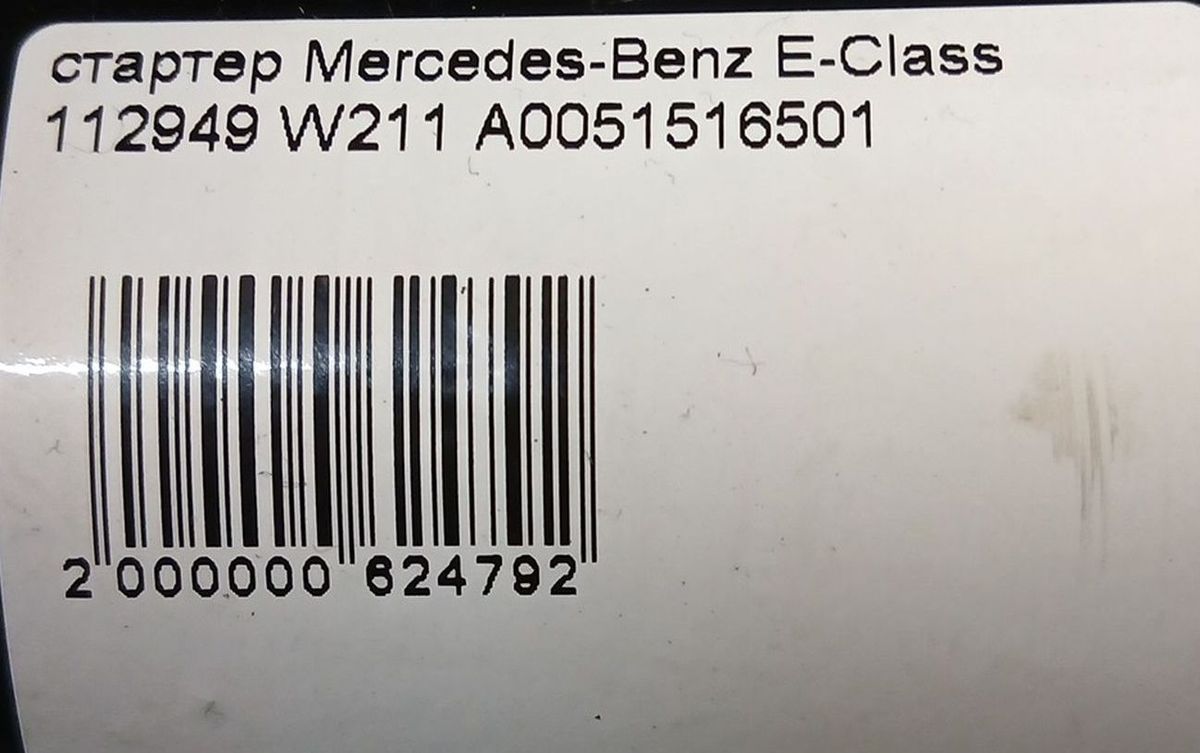 стартер Mercedes-Benz E-Class
112949 W211 A0051516501
2 000000 624792